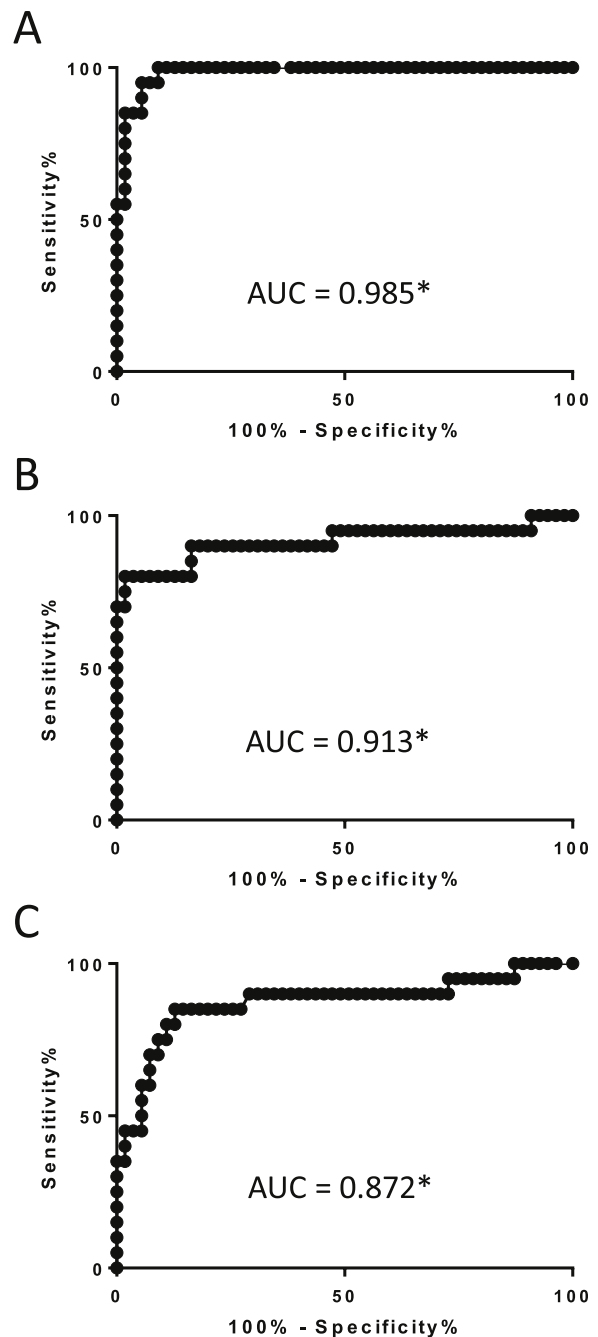 A
100
50
0
Sensitivity%
AUC = 0.985*
0 50 100
100% - Specificity%
B
100
50
0
Sensitivity%
AUC = 0.913*
0 50 100
100% - Specificity%
C
100
50
0
Sensitivity%
AUC = 0.872*
0 50 100
100% - Specificity%